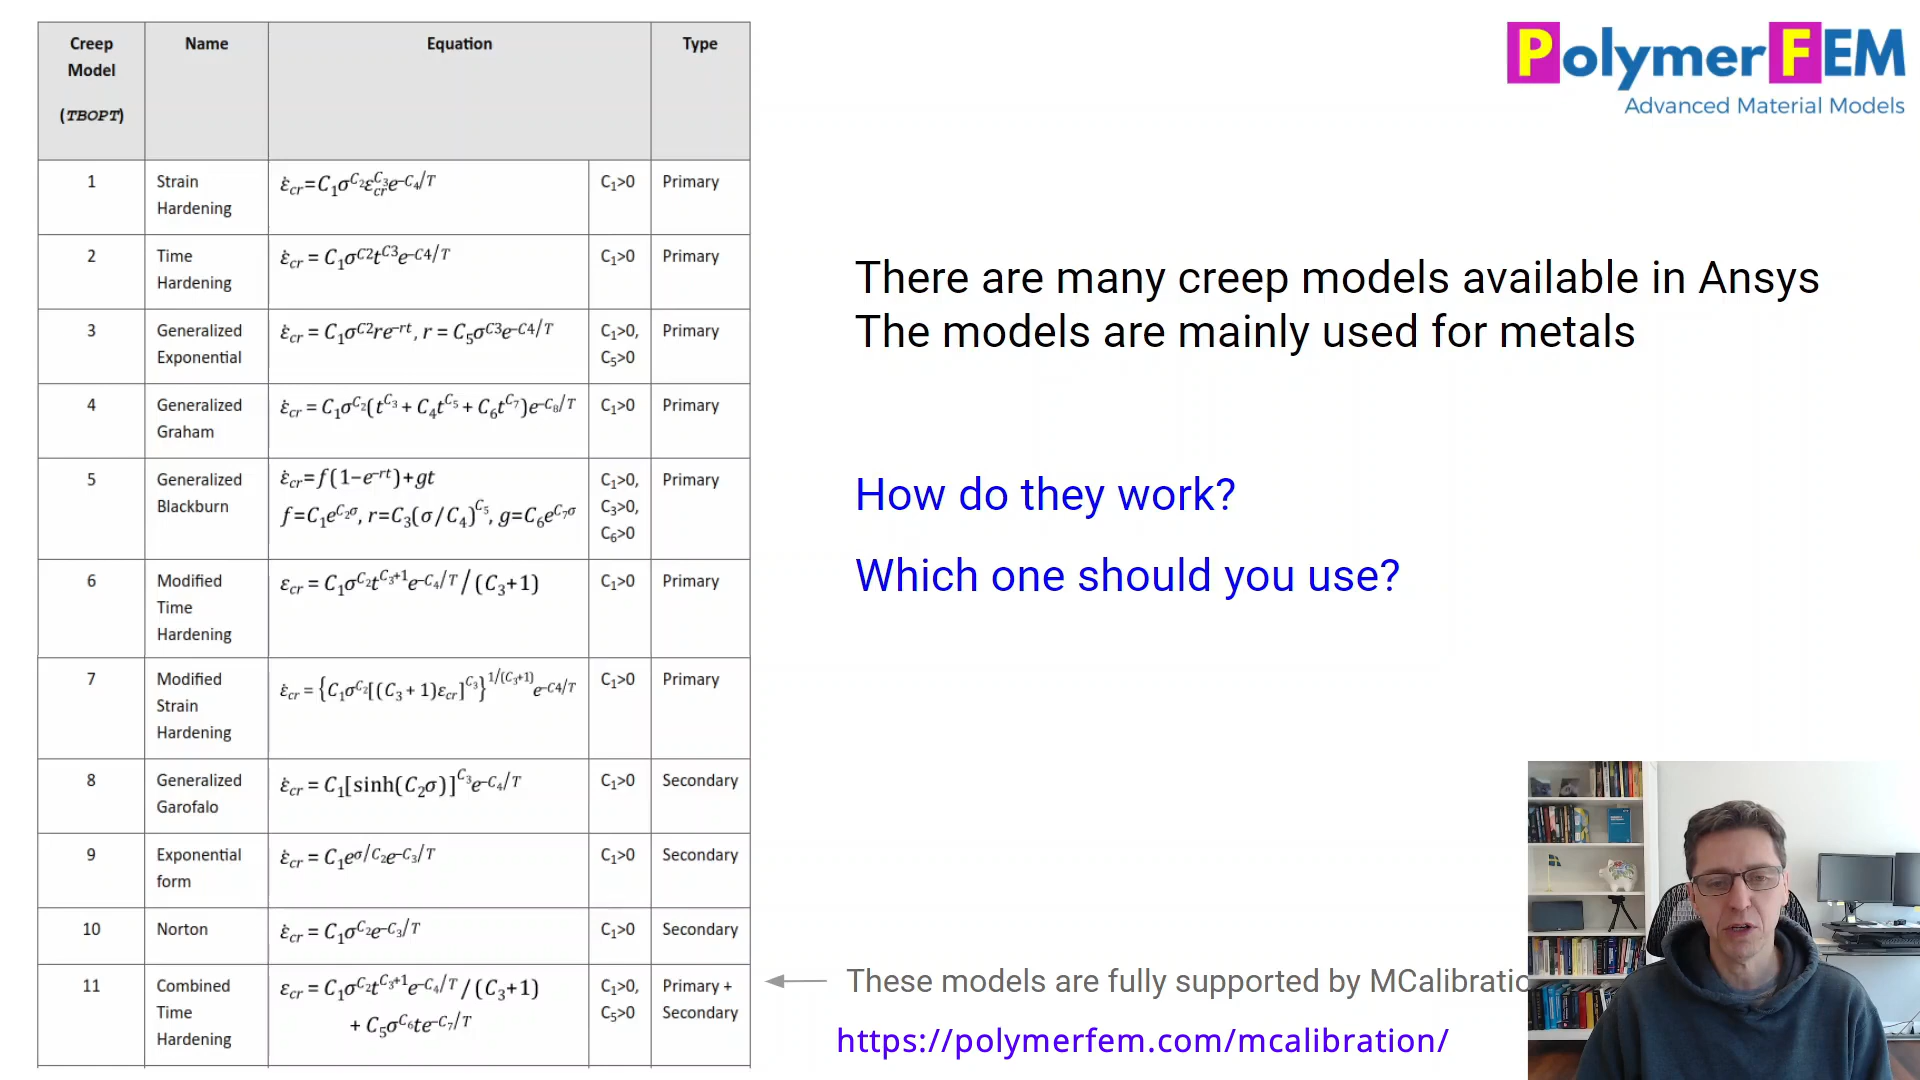 PolymerFEM
Advanced Material Models
Creep Model (TBOPT) Name Equation Type
1 Strain Hardening ε̇cr=C₁σ^C₂ εcr^C₃ e^–C₄/T C₁>0 Primary
2 Time Hardening ε̇cr = C₁σ^C2 t^C3 e^–C4/T C₁>0 Primary
3 Generalized Exponential ε̇cr = C₁σ^C2 re^–rt, r = C₅σ^C3 e^–C4/T C₁>0, C₅>0 Primary
4 Generalized Graham ε̇cr = C₁σ^C₂(t^C₃ + C₄t^C₅ + C₆t^C₇)e^–C₈/T C₁>0 Primary
5 Generalized Blackburn ε̇cr=f(1–e^–rt)+gt
f=C₁e^C₂σ, r=C₃(σ/C₄)^C₅, g=C₆e^C₇σ C₁>0, C₃>0, C₆>0 Primary
6 Modified Time Hardening εcr = C₁σ^C₂ t^C₃+1 e^–C₄/T /(C₃+1) C₁>0 Primary
7 Modified Strain Hardening ε̇cr = {C₁σ^C₂[(C₃ + 1)εcr]^C₃}^1/(C₃+1) e^–C4/T C₁>0 Primary
8 Generalized Garofalo ε̇cr = C₁[sinh(C₂σ)]^C₃ e^–C₄/T C₁>0 Secondary
9 Exponential form ε̇cr = C₁e^σ/C₂ e^–C₃/T C₁>0 Secondary
10 Norton ε̇cr = C₁σ^C₂ e^–C₃/T C₁>0 Secondary
11 Combined Time Hardening εcr = C₁σ^C₂ t^C₃+1 e^–C₄/T /(C₃+1)
+ C₅σ^C₆ te^–C₇/T C₁>0, C₅>0 Primary + Secondary
There are many creep models available in Ansys
The models are mainly used for metals
How do they work?
Which one should you use?
These models are fully supported by MCalibratio
https://polymerfem.com/mcalibration/